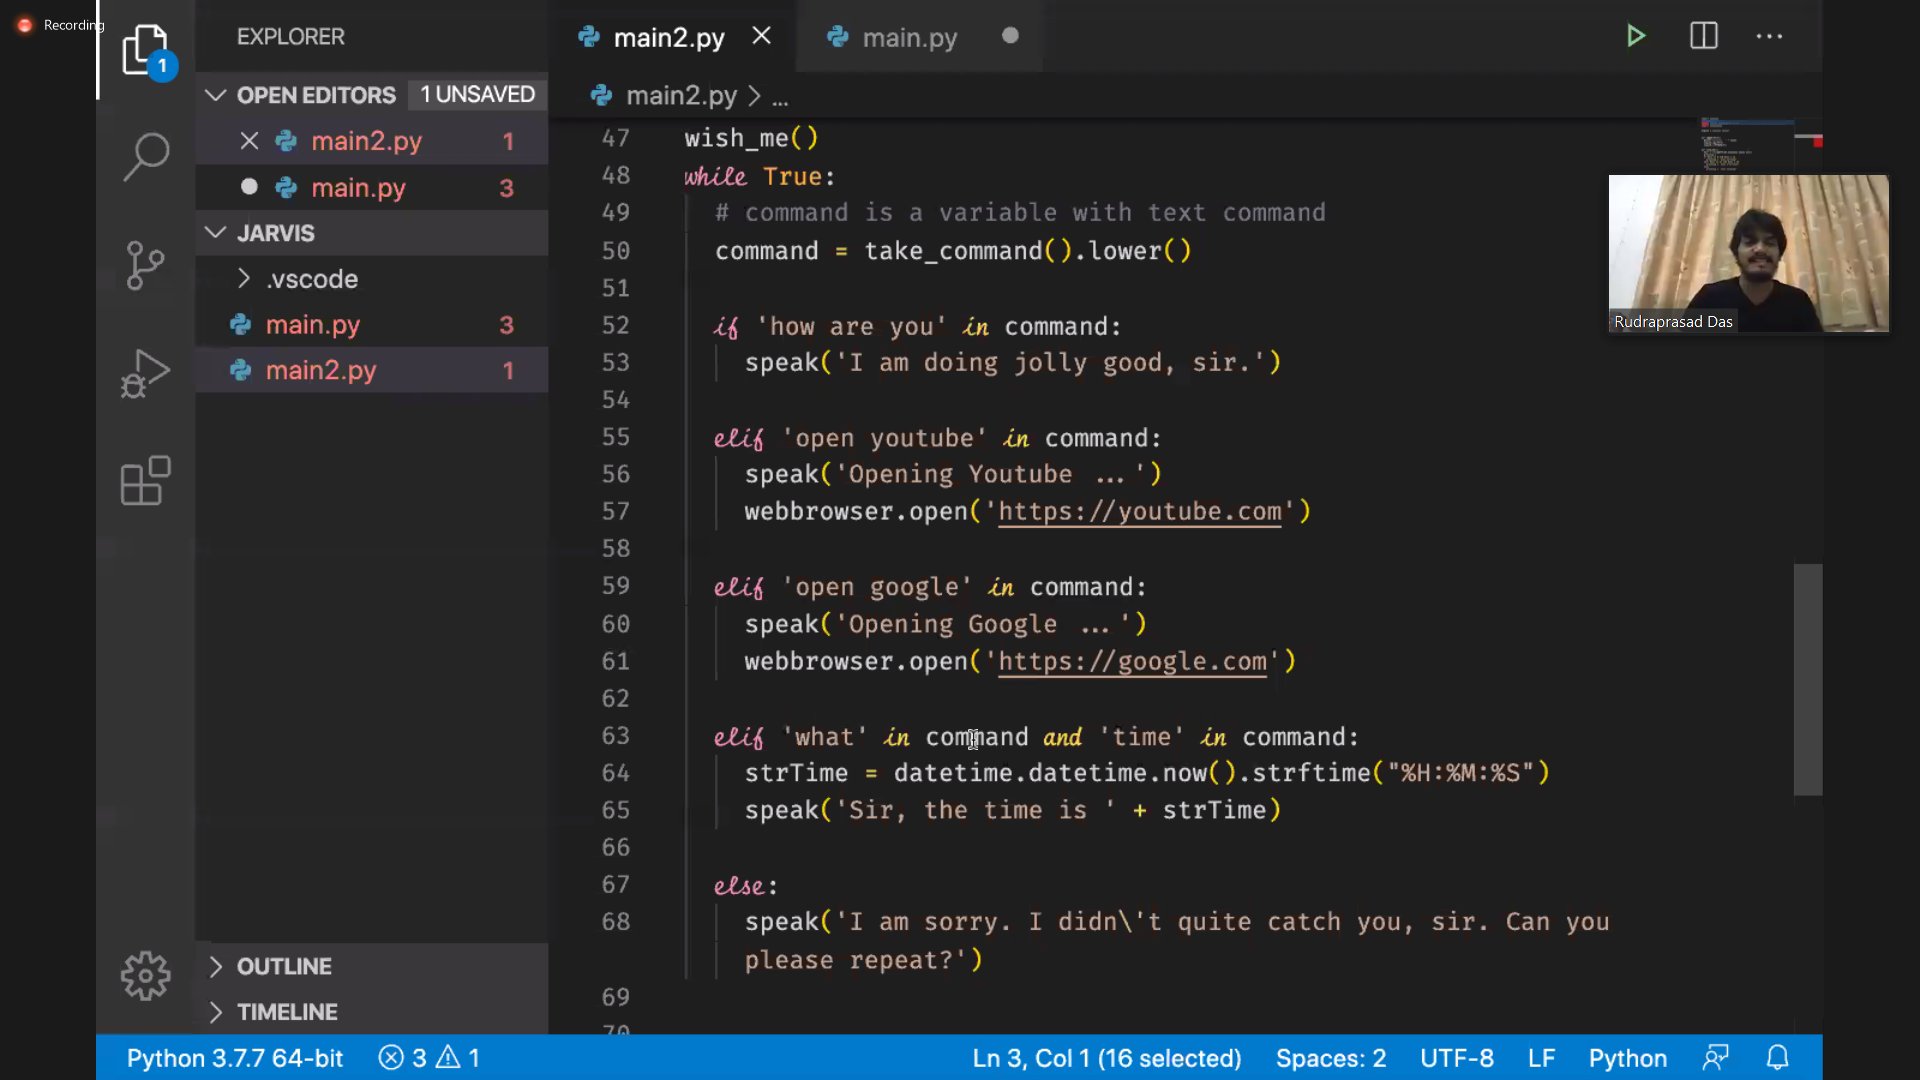 Recording
EXPLORER
1
OPEN EDITORS 1 UNSAVED
main2.py 1
main.py 3
JARVIS
.vscode
main.py 3
main2.py 1
OUTLINE
TIMELINE
main2.py
main.py
main2.py > ...
47 wish_me()
48 while True:
49 # command is a variable with text command
50 command = take_command().lower()
51
52 if 'how are you' in command:
53 speak('I am doing jolly good, sir.')
54
55 elif 'open youtube' in command:
56 speak('Opening Youtube ...')
57 webbrowser.open('https://youtube.com')
58
59 elif 'open google' in command:
60 speak('Opening Google ...')
61 webbrowser.open('https://google.com')
62
63 elif 'what' in command and 'time' in command:
64 strTime = datetime.datetime.now().strftime("%H:%M:%S")
65 speak('Sir, the time is ' + strTime)
66
67 else:
68 speak('I am sorry. I didn\'t quite catch you, sir. Can you
please repeat?')
69
70
Rudraprasad Das
Python 3.7.7 64-bit 3 1 Ln 3, Col 1 (16 selected) Spaces: 2 UTF-8 LF Python